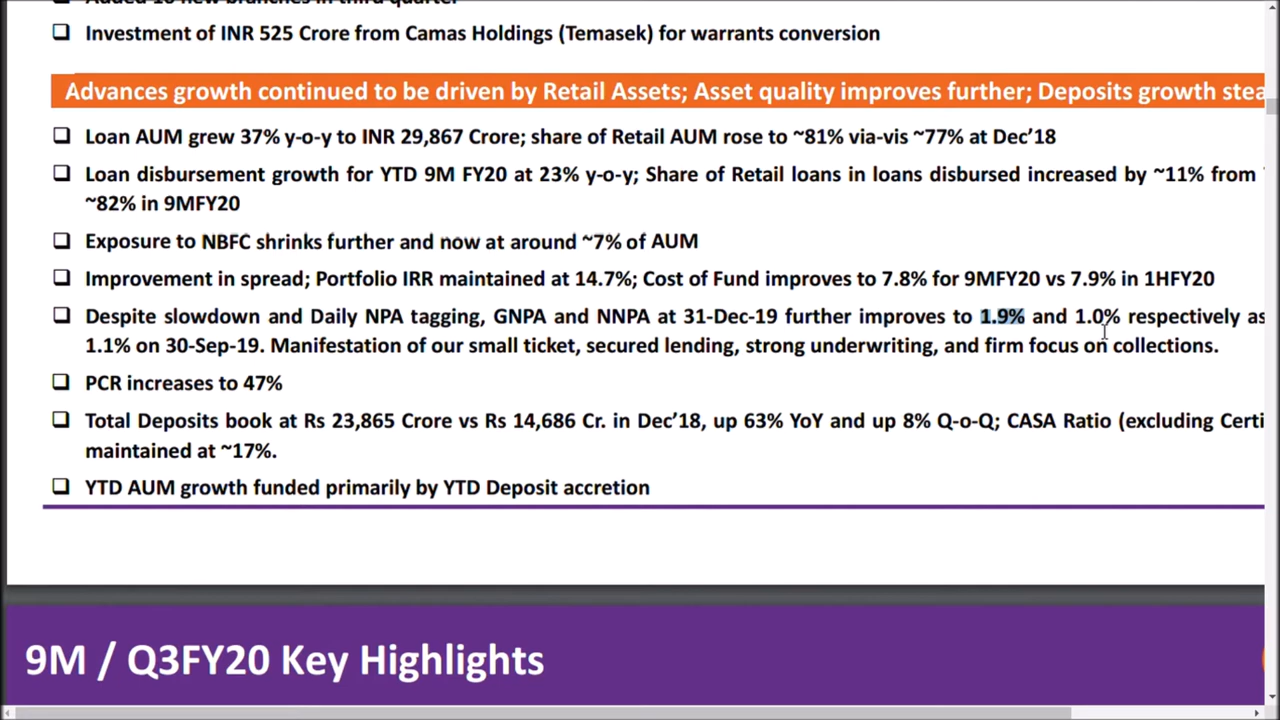 Added 10 new branches in third quarter
❑ Investment of INR 525 Crore from Camas Holdings (Temasek) for warrants conversion
Advances growth continued to be driven by Retail Assets; Asset quality improves further; Deposits growth stea
❑ Loan AUM grew 37% y-o-y to INR 29,867 Crore; share of Retail AUM rose to ~81% via-vis ~77% at Dec’18
❑ Loan disbursement growth for YTD 9M FY20 at 23% y-o-y; Share of Retail loans in loans disbursed increased by ~11% from
~82% in 9MFY20
❑ Exposure to NBFC shrinks further and now at around ~7% of AUM
❑ Improvement in spread; Portfolio IRR maintained at 14.7%; Cost of Fund improves to 7.8% for 9MFY20 vs 7.9% in 1HFY20
❑ Despite slowdown and Daily NPA tagging, GNPA and NNPA at 31-Dec-19 further improves to 1.9% and 1.0% respectively as
1.1% on 30-Sep-19. Manifestation of our small ticket, secured lending, strong underwriting, and firm focus on collections.
❑ PCR increases to 47%
❑ Total Deposits book at Rs 23,865 Crore vs Rs 14,686 Cr. in Dec’18, up 63% YoY and up 8% Q-o-Q; CASA Ratio (excluding Certi
maintained at ~17%.
❑ YTD AUM growth funded primarily by YTD Deposit accretion
9M / Q3FY20 Key Highlights